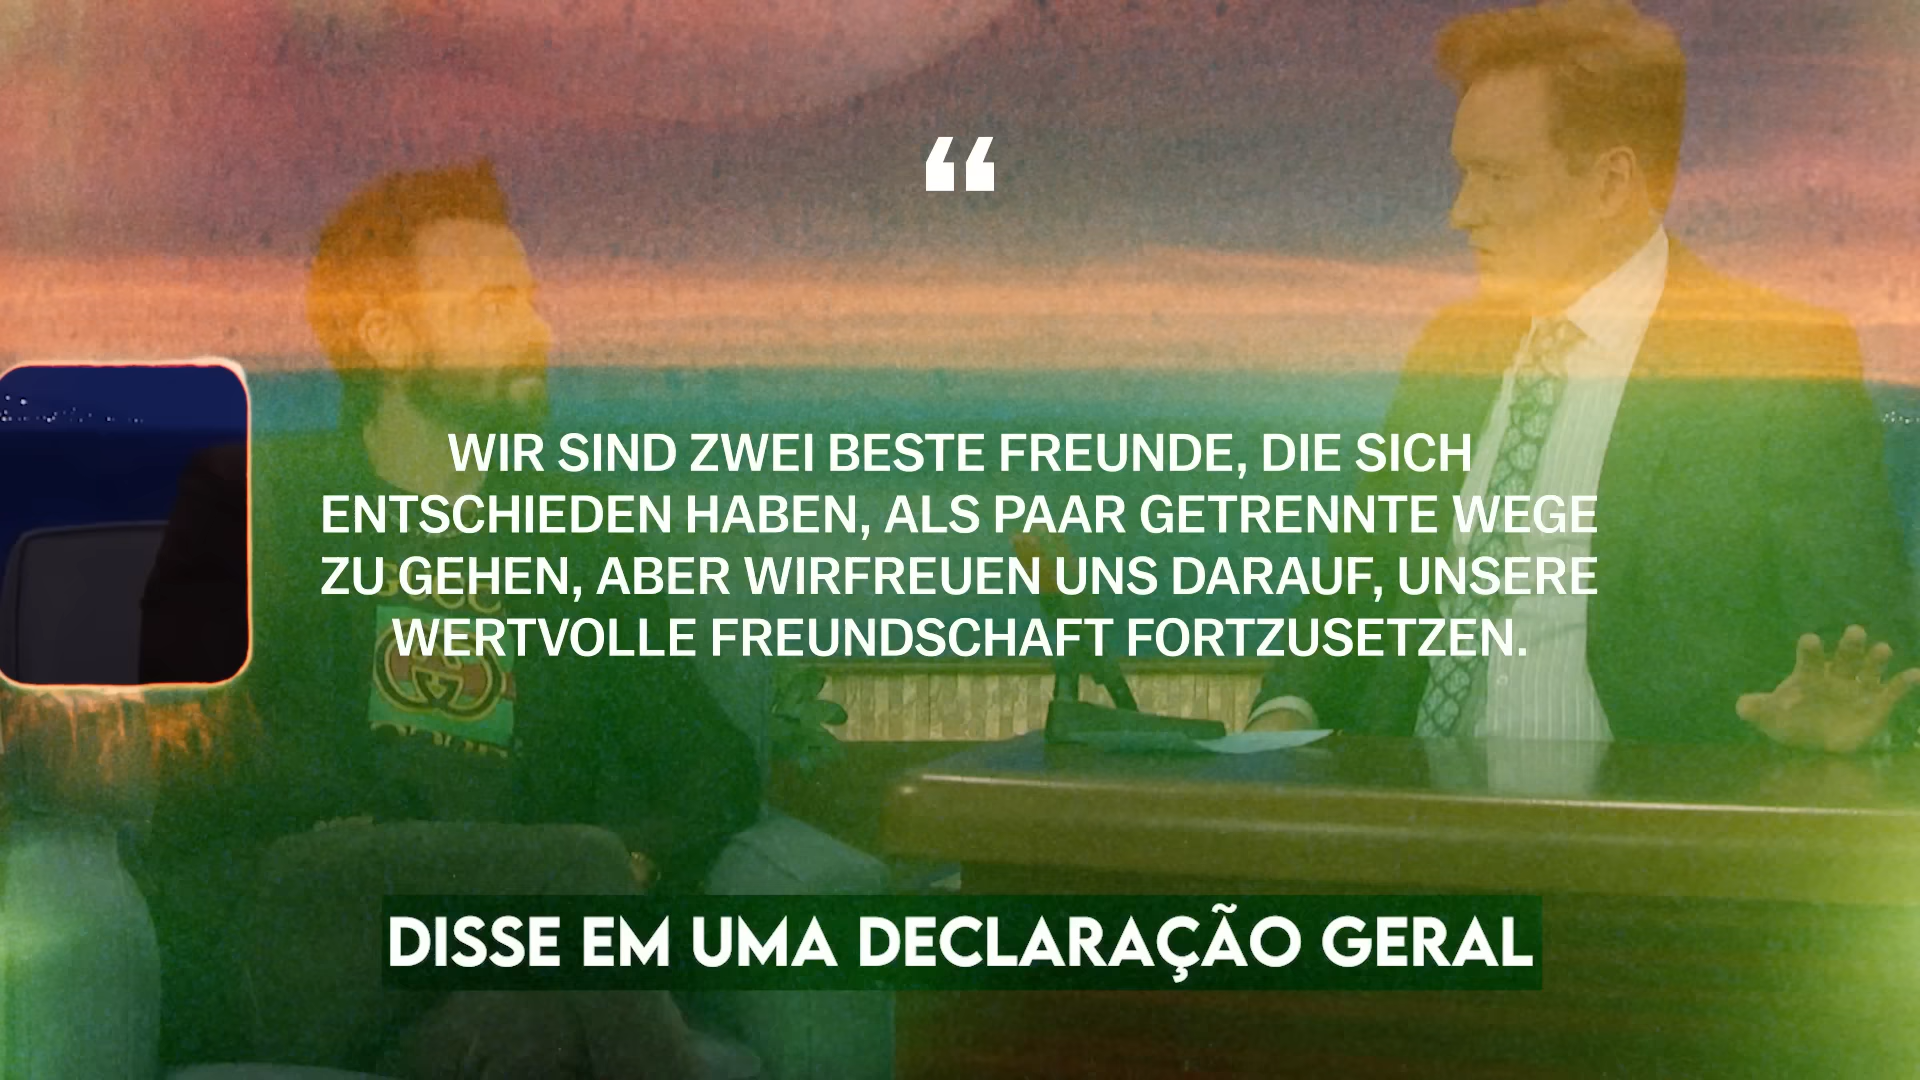 “
WIR SIND ZWEI BESTE FREUNDE, DIE SICH
ENTSCHIEDEN HABEN, ALS PAAR GETRENNTE WEGE
ZU GEHEN, ABER WIRFREUEN UNS DARAUF, UNSERE
WERTVOLLE FREUNDSCHAFT FORTZUSETZEN.
DISSE EM UMA DECLARAÇÃO GERAL